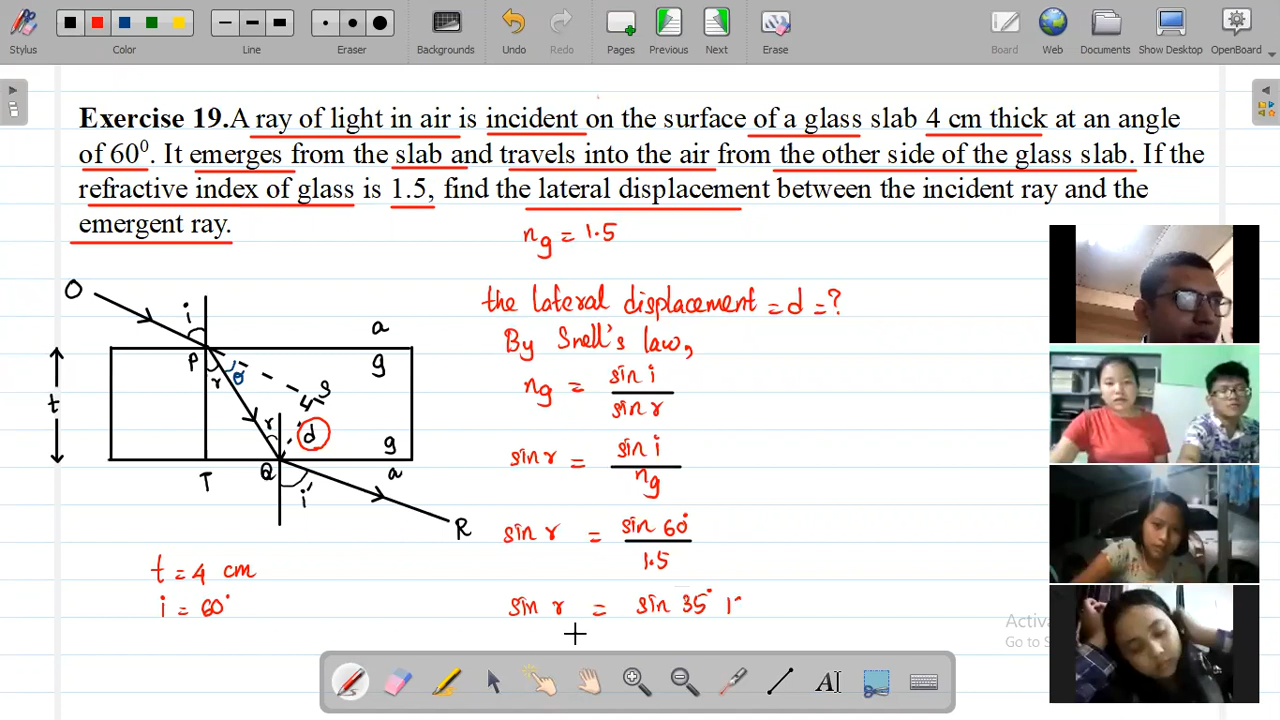 Stylus
Color
Line
Eraser
Backgrounds
Undo
Redo
Pages
Previous
Next
Erase
Board
Web
Documents
Show Desktop
OpenBoard
Exercise 19.A ray of light in air is incident on the surface of a glass slab 4 cm thick at an angle
of 60⁰. It emerges from the slab and travels into the air from the other side of the glass slab. If the
refractive index of glass is 1.5, find the lateral displacement between the incident ray and the
emergent ray.
n_g = 1.5
the lateral displacement = d = ?
By Snell's law,
n_g = sin i / sin r
sin r = sin i / n_g
sin r = sin 60° / 1.5
sin r = sin 35° 1
O
i
a
P
g
r
θ
S
t
r
d
g
T
Q
i'
a
R
t = 4 cm
i = 60°
Activa
Go to S